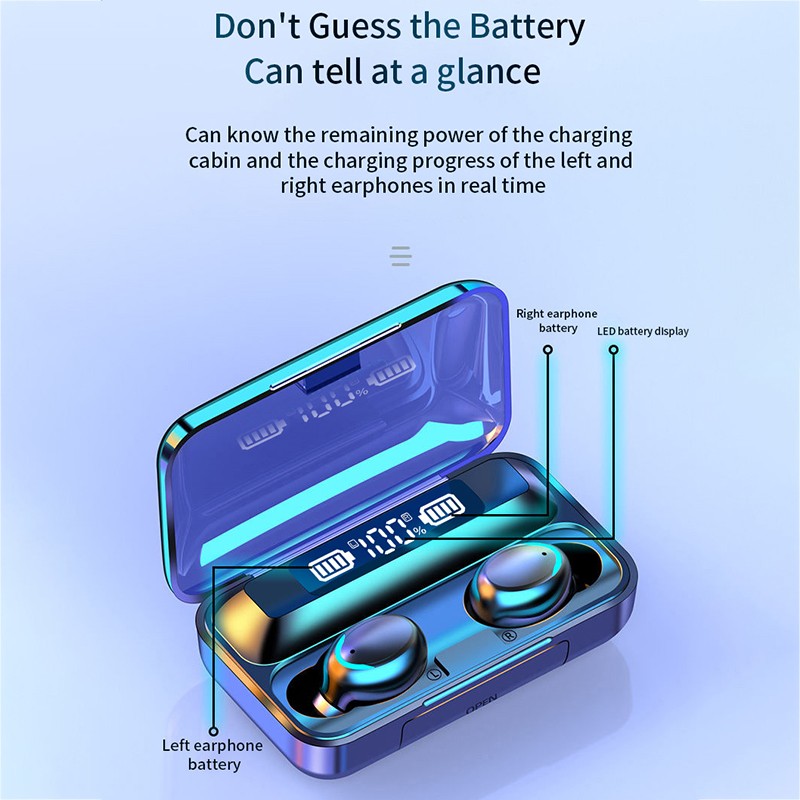 Don't Guess the Battery
Can tell at a glance
Can know the remaining power of the charging
cabin and the charging progress of the left and
right earphones in real time
Right earphone
battery
LED battery display
100%
L 100% R
L
R
OPEN
Left earphone
battery